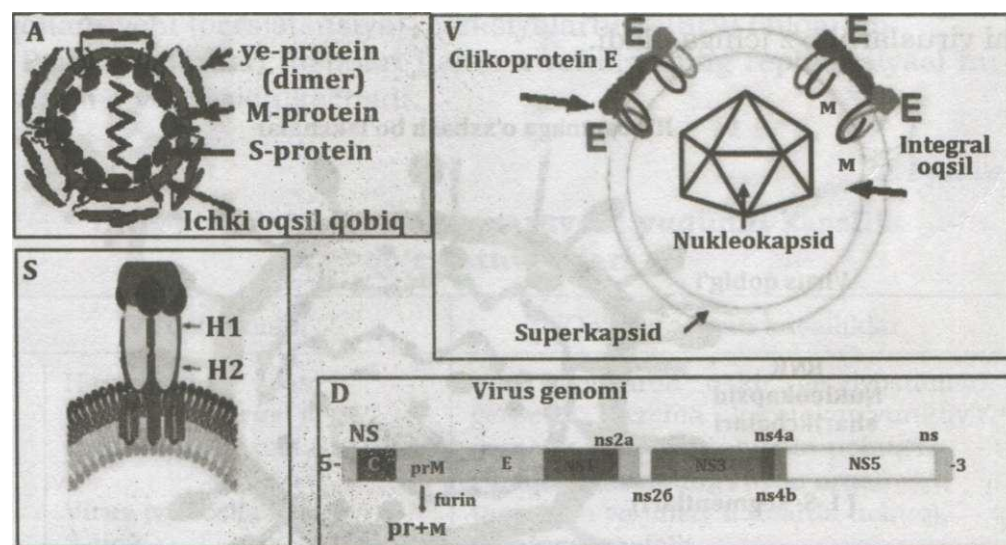 A
ye-protein
(dimer)
M-protein
S-protein
Ichki oqsil qobiq
V
Glikoprotein E
E
E
E
E
M
M
Integral
oqsil
Nukleokapsid
Superkapsid
S
H1
H2
D
Virus genomi
NS
ns2a
ns4a
ns
5-
C
prM
E
NS1
NS3
NS5
-3
furin
ns26
ns4b
pr+M